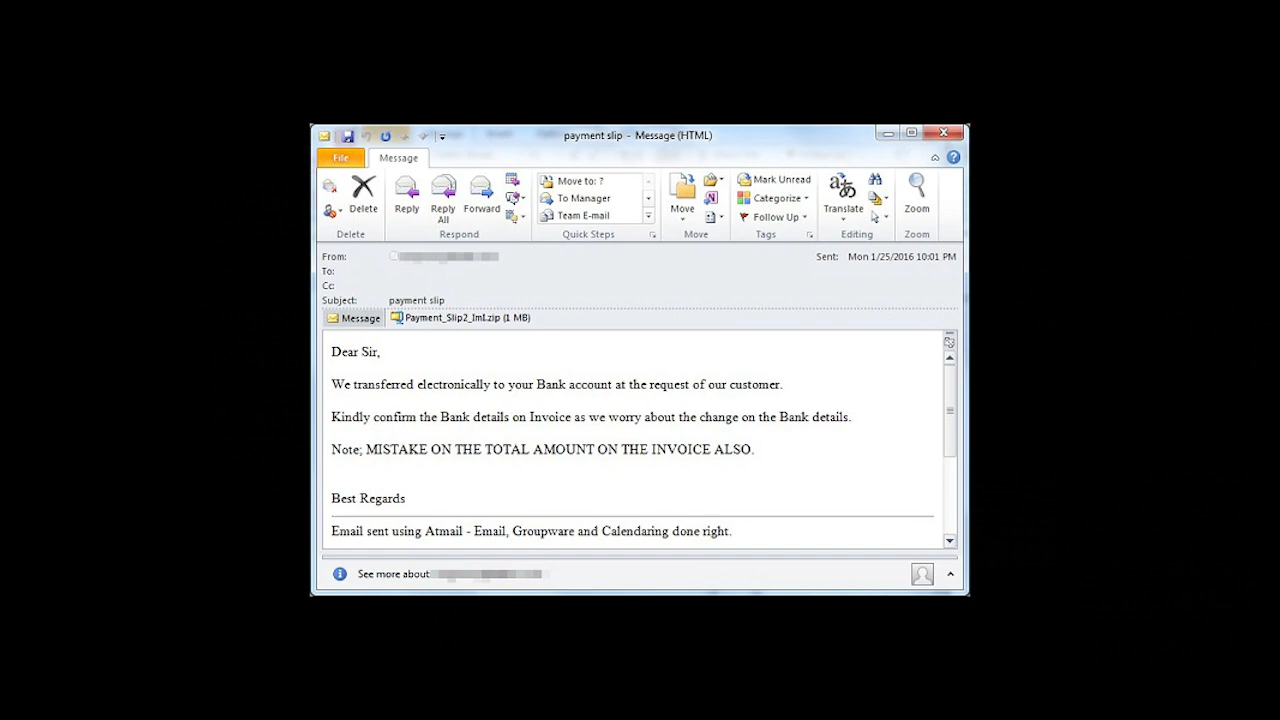 payment slip - Message (HTML)
File
Message
Delete
Reply
Reply All
Forward
Move to: ?
To Manager
Team E-mail
Move
Mark Unread
Categorize
Follow Up
Translate
Zoom
Delete
Respond
Quick Steps
Move
Tags
Editing
Zoom
From:
Sent: Mon 1/25/2016 10:01 PM
To:
Cc:
Subject: payment slip
Message
Payment_Slip2_ImI.zip (1 MB)
Dear Sir,
We transferred electronically to your Bank account at the request of our customer.
Kindly confirm the Bank details on Invoice as we worry about the change on the Bank details.
Note; MISTAKE ON THE TOTAL AMOUNT ON THE INVOICE ALSO.
Best Regards
Email sent using Atmail - Email, Groupware and Calendaring done right.
See more about